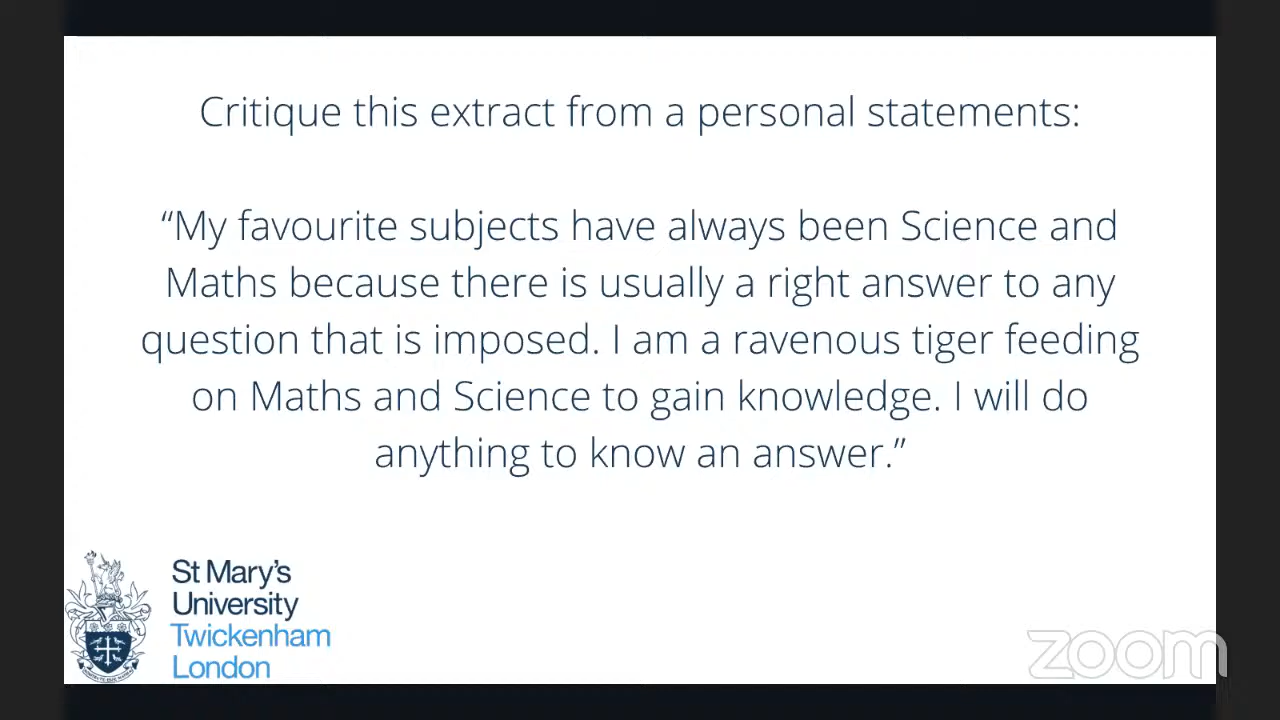 Critique this extract from a personal statements:
“My favourite subjects have always been Science and
Maths because there is usually a right answer to any
question that is imposed. I am a ravenous tiger feeding
on Maths and Science to gain knowledge. I will do
anything to know an answer.”
St Mary's
University
Twickenham
London
zoom